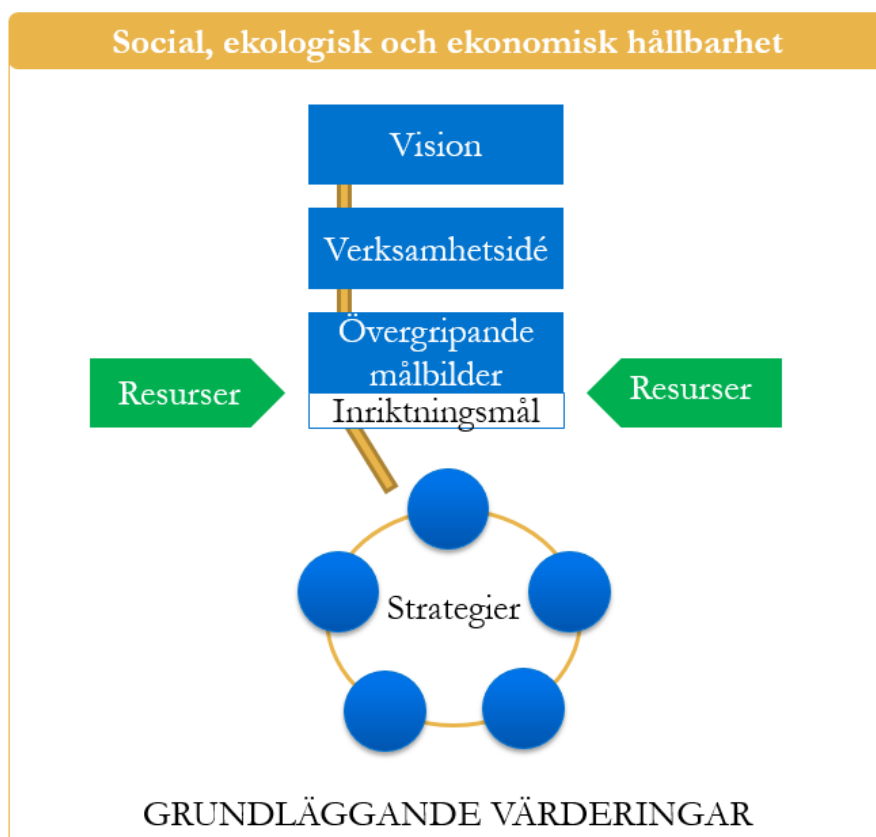 Social, ekologisk och ekonomisk hållbarhet
Vision
Verksamhetsidé
Övergripande
målbilder
Inriktningsmål
Resurser
Resurser
Strategier
GRUNDLÄGGANDE VÄRDERINGAR